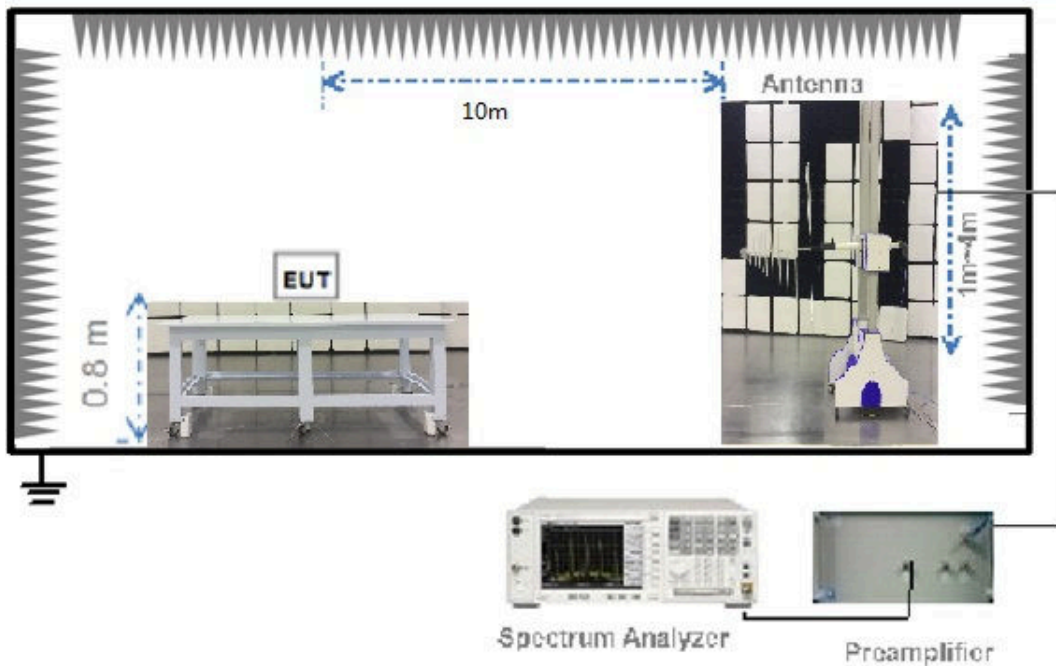 Antenna
10m
1m~4m
EUT
0.8 m
Spectrum Analyzer
Preamplifier